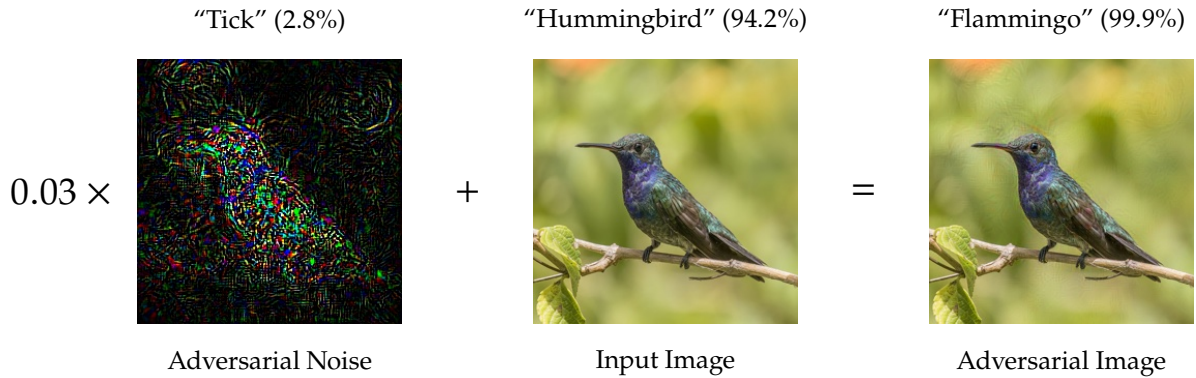 “Tick” (2.8%)
“Hummingbird” (94.2%)
“Flammingo” (99.9%)
0.03 ×
+
=
Adversarial Noise
Input Image
Adversarial Image